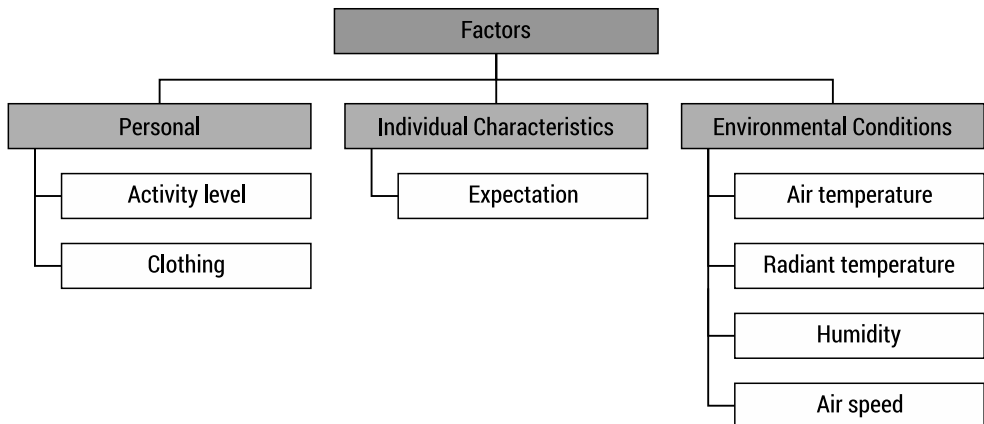 Factors
Personal
Activity level
Clothing
Individual Characteristics
Expectation
Environmental Conditions
Air temperature
Radiant temperature
Humidity
Air speed